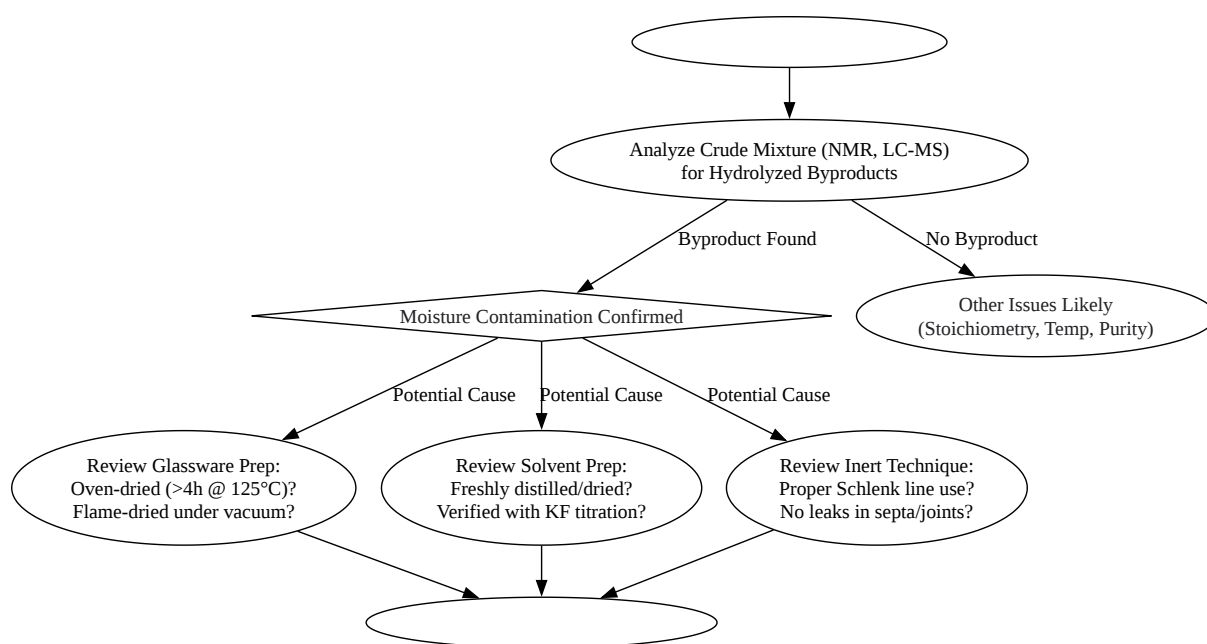 Analyze Crude Mixture (NMR, LC-MS)
for Hydrolyzed Byproducts
Byproduct Found
No Byproduct
Moisture Contamination Confirmed
Other Issues Likely
(Stoichiometry, Temp, Purity)
Potential Cause
Potential Cause
Potential Cause
Review Glassware Prep:
Oven-dried (>4h @ 125°C)?
Flame-dried under vacuum?
Review Solvent Prep:
Freshly distilled/dried?
Verified with KF titration?
Review Inert Technique:
Proper Schlenk line use?
No leaks in septa/joints?